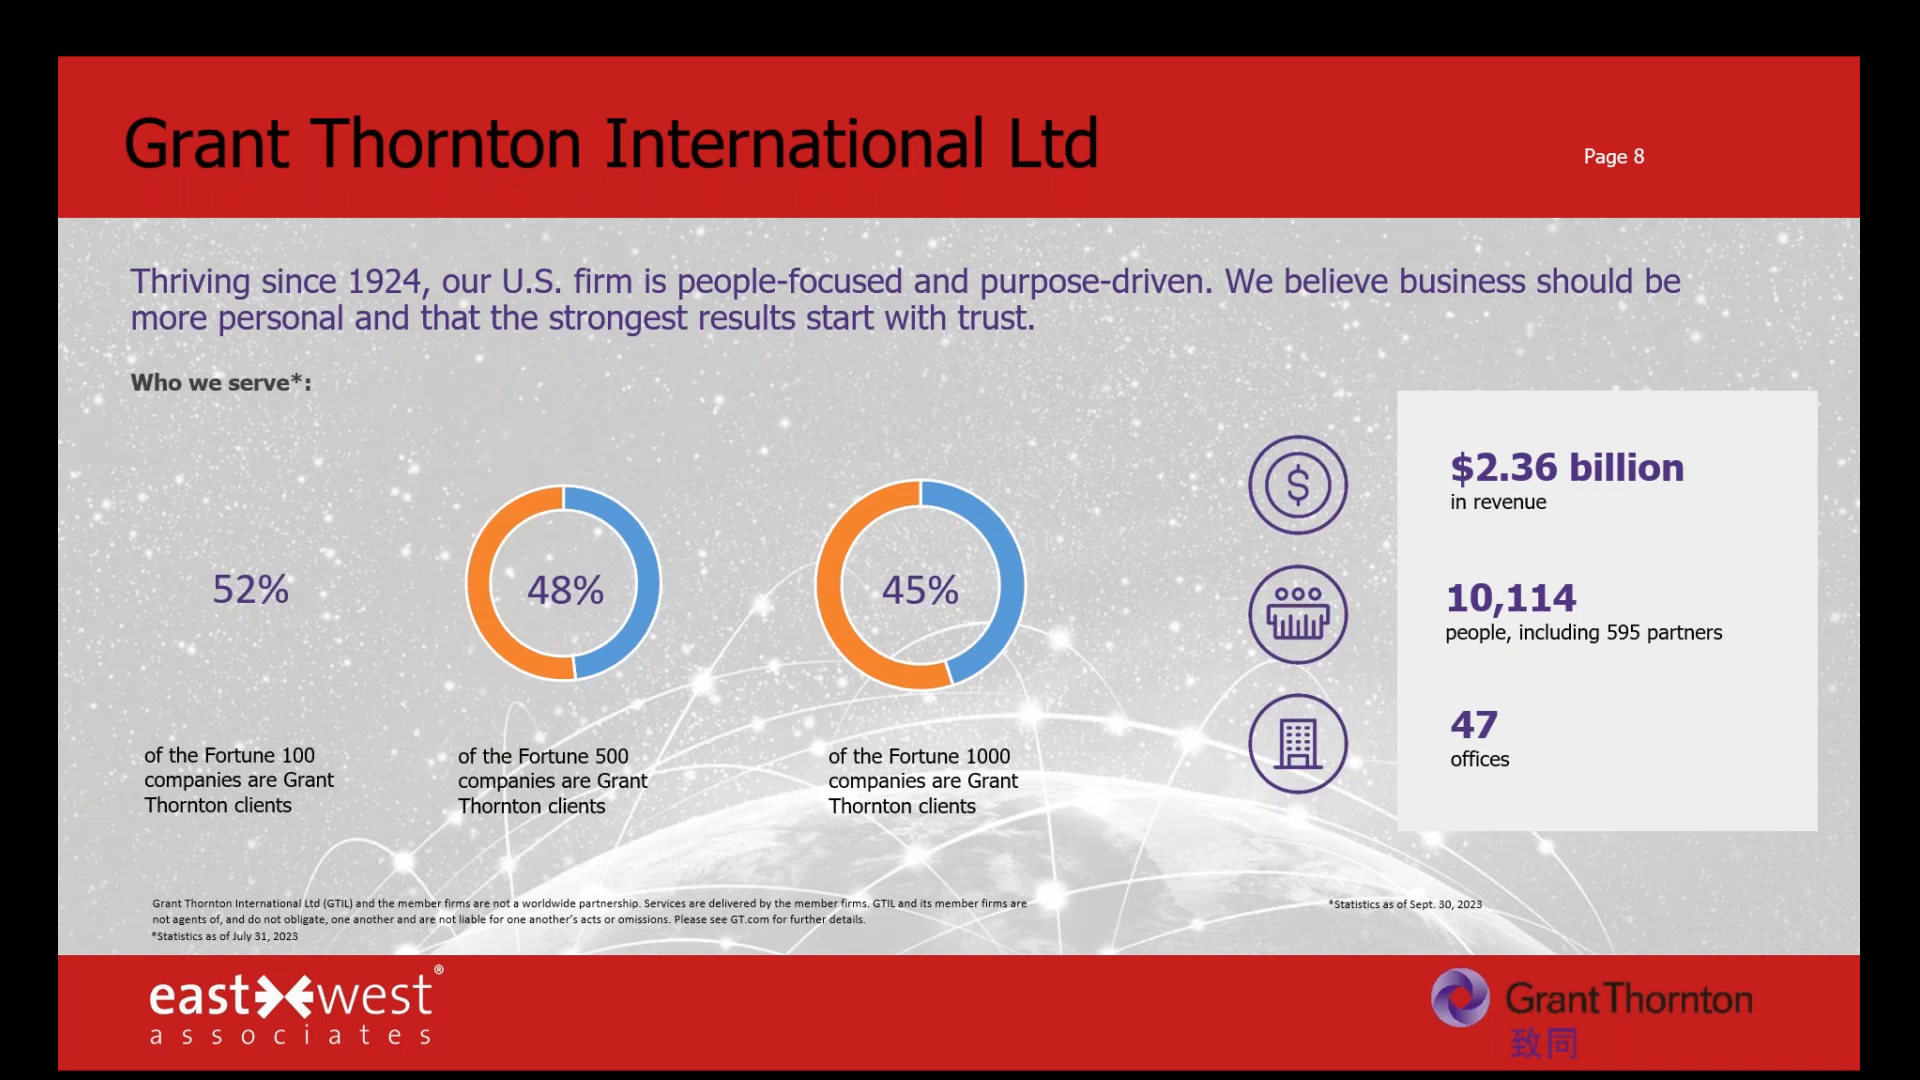 Grant Thornton International Ltd
Page 8
Thriving since 1924, our U.S. firm is people-focused and purpose-driven. We believe business should be
more personal and that the strongest results start with trust.
Who we serve*:
52%
of the Fortune 100
companies are Grant
Thornton clients
48%
of the Fortune 500
companies are Grant
Thornton clients
45%
of the Fortune 1000
companies are Grant
Thornton clients
$
$2.36 billion
in revenue
10,114
people, including 595 partners
47
offices
Grant Thornton International Ltd (GTIL) and the member firms are not a worldwide partnership. Services are delivered by the member firms. GTIL and its member firms are
not agents of, and do not obligate, one another and are not liable for one another's acts or omissions. Please see GT.com for further details.
*Statistics as of July 31, 2023
*Statistics as of Sept. 30, 2023
east west®
associates
Grant Thornton
致同